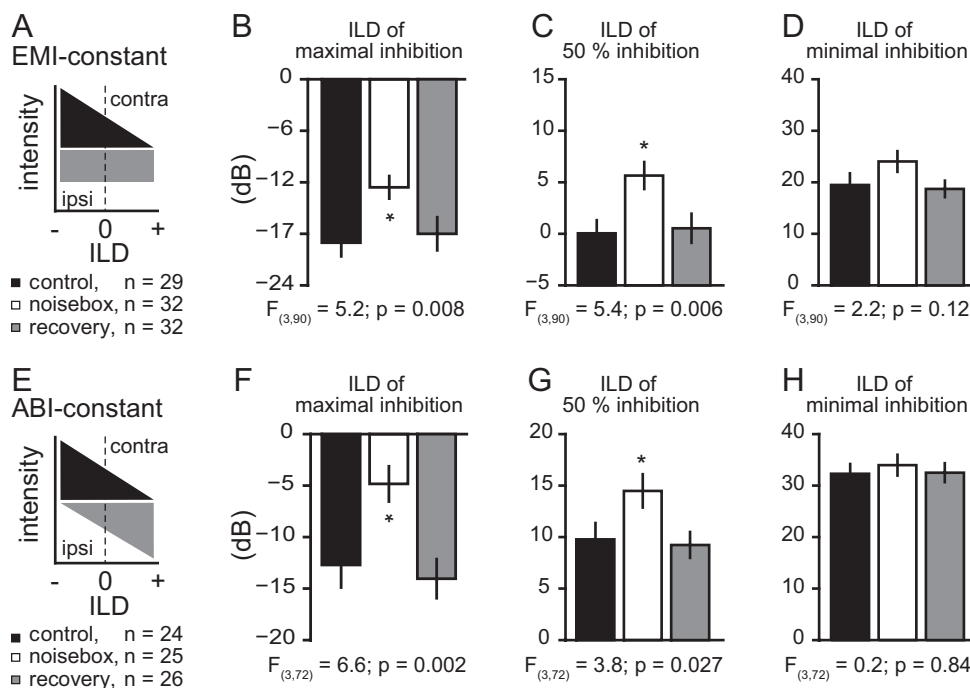 A
EMI-constant
intensity
contra
ipsi
- 0 +
ILD
control, n = 29
noisebox, n = 32
recovery, n = 32
B
ILD of
maximal inhibition
(dB)
0
−6
−12
−17
−24
*
F(3,90) = 5.2; p = 0.008
C
ILD of
50 % inhibition
15
10
5
0
−5
*
F(3,90) = 5.4; p = 0.006
D
ILD of
minimal inhibition
40
30
20
10
0
F(3,90) = 2.2; p = 0.12
E
ABI-constant
intensity
contra
ipsi
- 0 +
ILD
control, n = 24
noisebox, n = 25
recovery, n = 26
F
ILD of
maximal inhibition
(dB)
0
−5
−10
−15
−20
*
F(3,72) = 6.6; p = 0.002
G
ILD of
50 % inhibition
20
15
10
5
0
*
F(3,72) = 3.8; p = 0.027
H
ILD of
minimal inhibition
40
30
20
10
0
F(3,72) = 0.2; p = 0.84